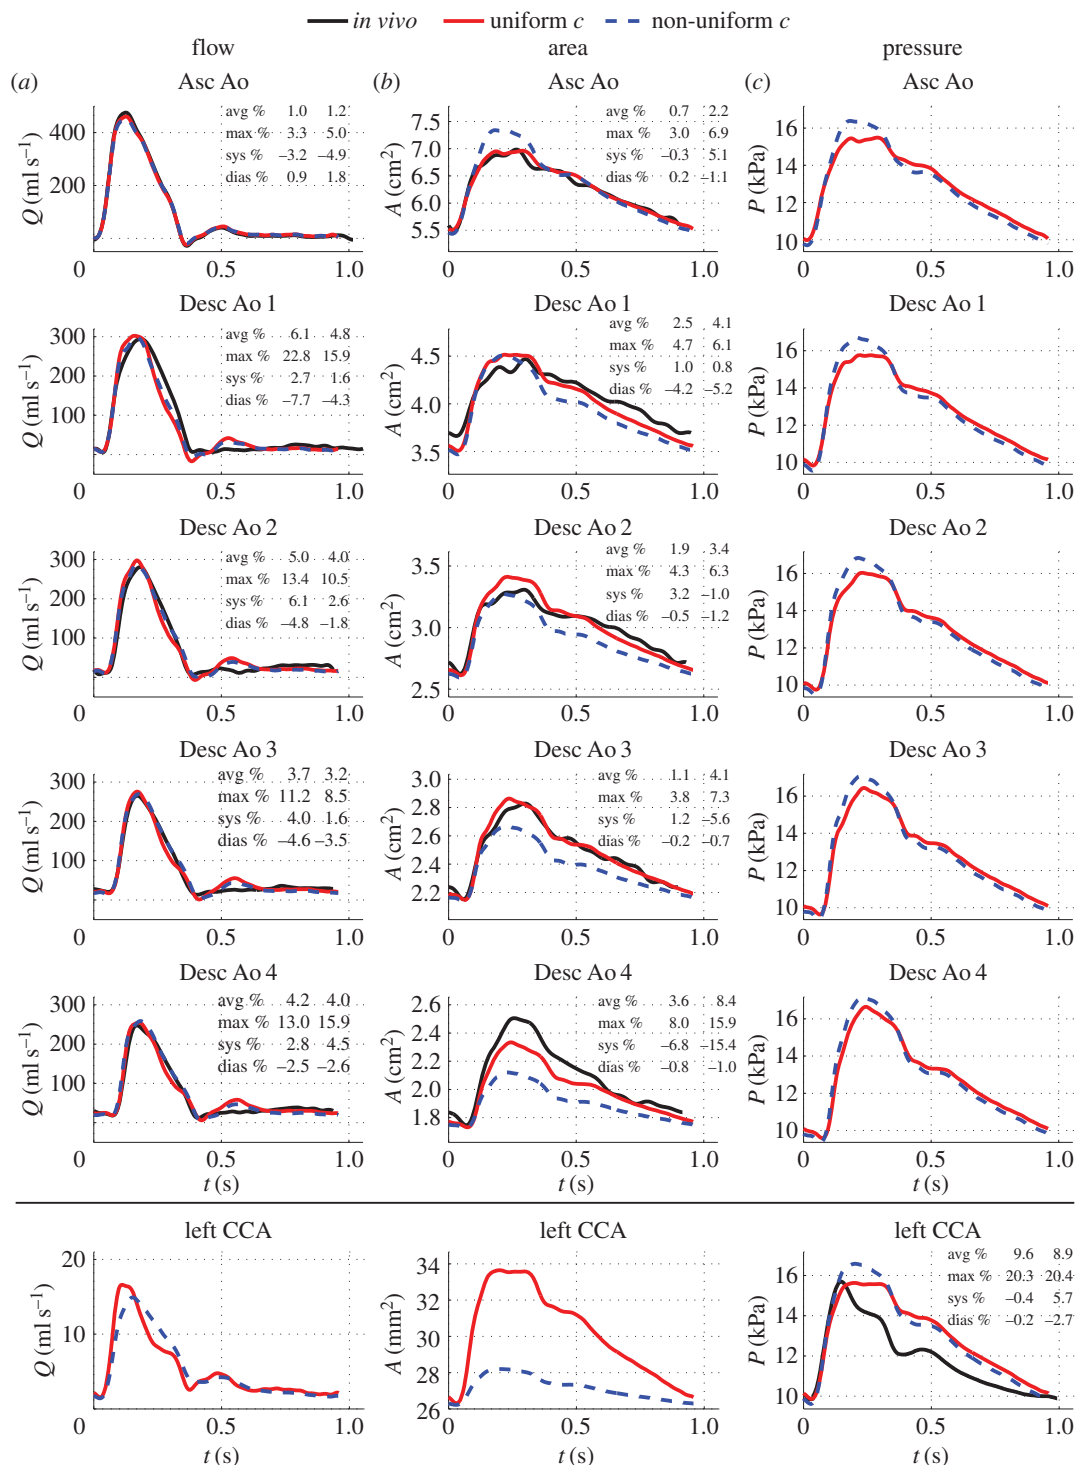 in vivo uniform c non-uniform c
flow area pressure
(a) Asc Ao (b) Asc Ao (c) Asc Ao
avg % 1.0 1.2
max % 3.3 5.0
sys % −3.2 −4.9
dias % 0.9 1.8
400
200
0 0.5 1.0
Q (ml s−1)
avg % 0.7 2.2
max % 3.0 6.9
sys % −0.3 5.1
dias % 0.2 −1.1
7.5
7.0
6.5
6.0
5.5
0 0.5 1.0
A (cm2)
16
14
12
10
0 0.5 1.0
P (kPa)
Desc Ao 1 Desc Ao 1 Desc Ao 1
avg % 6.1 4.8
max % 22.8 15.9
sys % 2.7 1.6
dias % −7.7 −4.3
300
200
100
0 0.5 1.0
Q (ml s−1)
avg % 2.5 4.1
max % 4.7 6.1
sys % 1.0 0.8
dias % −4.2 −5.2
4.5
4.0
3.5
0 0.5 1.0
A (cm2)
16
14
12
10
0 0.5 1.0
P (kPa)
Desc Ao 2 Desc Ao 2 Desc Ao 2
avg % 5.0 4.0
max % 13.4 10.5
sys % 6.1 2.6
dias % −4.8 −1.8
300
200
100
0 0.5 1.0
Q (ml s−1)
avg % 1.9 3.4
max % 4.3 6.3
sys % 3.2 −1.0
dias % −0.5 −1.2
3.5
3.0
2.5
0 0.5 1.0
A (cm2)
16
14
12
10
0 0.5 1.0
P (kPa)
Desc Ao 3 Desc Ao 3 Desc Ao 3
avg % 3.7 3.2
max % 11.2 8.5
sys % 4.0 1.6
dias % −4.6 −3.5
300
200
100
0 0.5 1.0
Q (ml s−1)
avg % 1.1 4.1
max % 3.8 7.3
sys % 1.2 −5.6
dias % −0.2 −0.7
3.0
2.8
2.6
2.4
2.2
0 0.5 1.0
A (cm2)
16
14
12
10
0 0.5 1.0
P (kPa)
Desc Ao 4 Desc Ao 4 Desc Ao 4
avg % 4.2 4.0
max % 13.0 15.9
sys % 2.8 4.5
dias % −2.5 −2.6
300
200
100
0 0.5 1.0
Q (ml s−1)
t (s)
avg % 3.6 8.4
max % 8.0 15.9
sys % −6.8 −15.4
dias % −0.8 −1.0
2.6
2.4
2.2
2.0
1.8
0 0.5 1.0
A (cm2)
t (s)
16
14
12
10
0 0.5 1.0
P (kPa)
t (s)
left CCA left CCA left CCA
20
10
0 0.5 1.0
Q (ml s−1)
t (s)
34
32
30
28
26
0 0.5 1.0
A (mm2)
t (s)
avg % 9.6 8.9
max % 20.3 20.4
sys % −0.4 5.7
dias % −0.2 −2.7
16
14
12
10
0 0.5 1.0
P (kPa)
t (s)